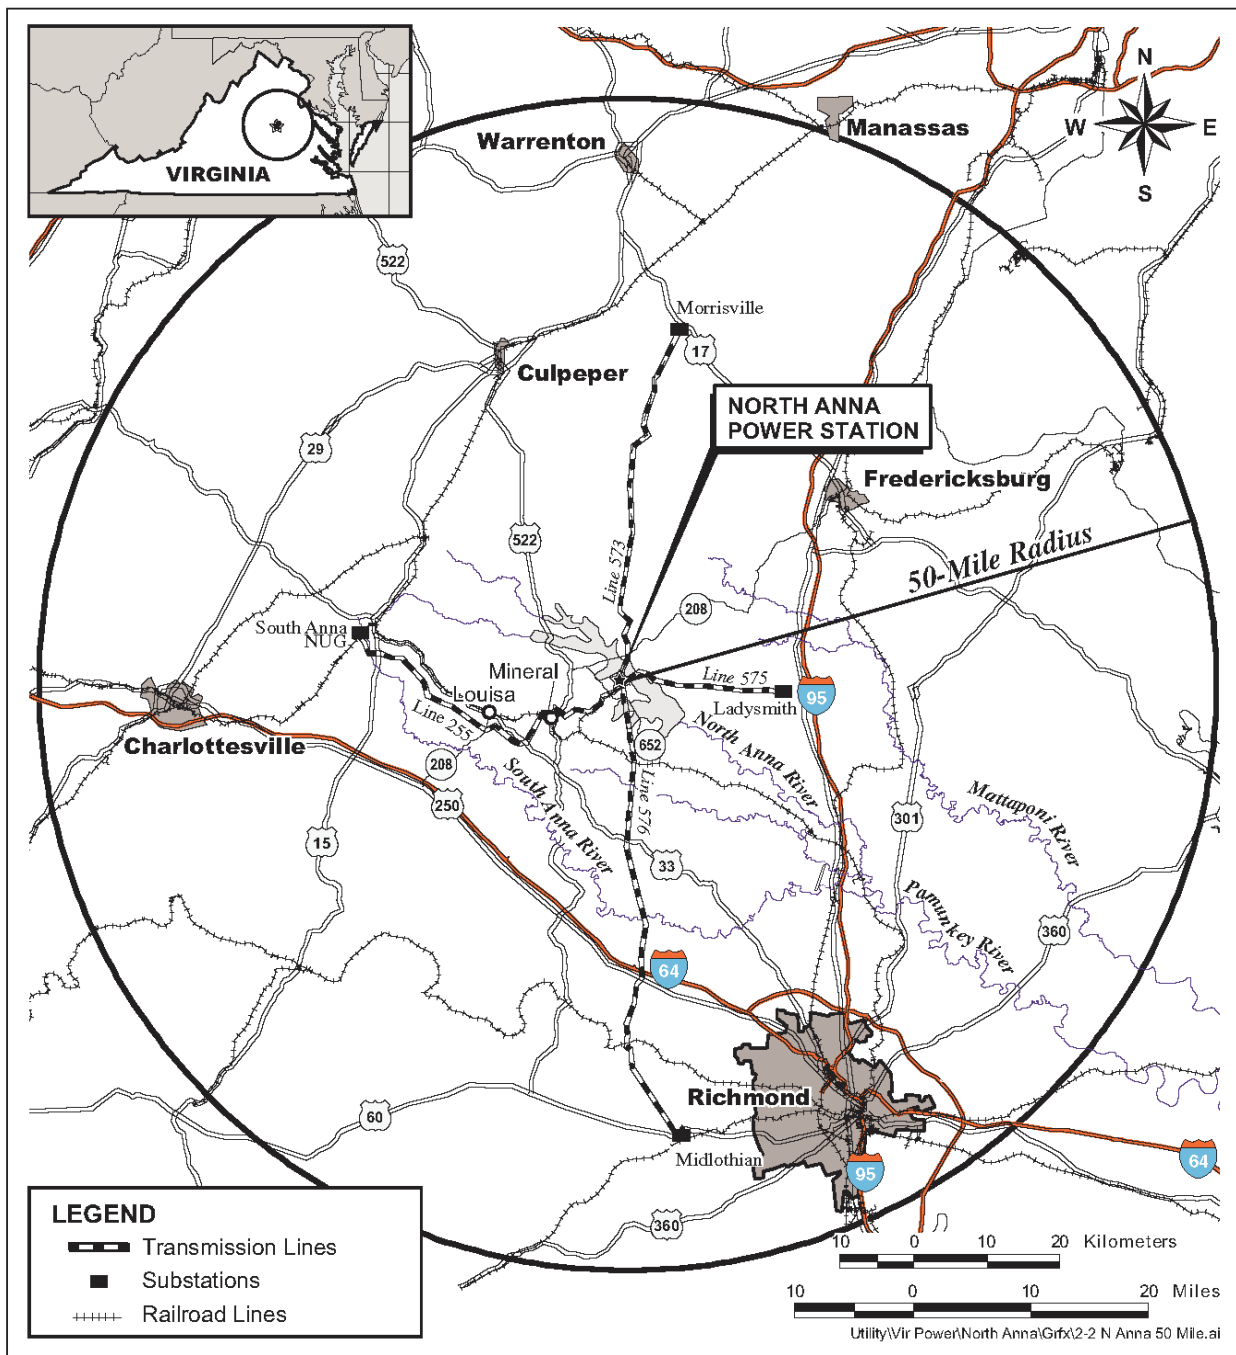 VIRGINIA
N
W
E
S
Manassas
Warrenton
522
Morrisville
17
Culpeper
NORTH ANNA
POWER STATION
29
Fredericksburg
522
50-Mile Radius
Line 573
208
South Anna
NUG
Mineral
Louisa
Line 575
Ladysmith
95
Line 255
Charlottesville
208
250
652
North Anna River
South Anna River
Line 576
Mattaponi River
301
15
33
Pamunkey River
360
64
Richmond
60
Midlothian
95
64
360
LEGEND
Transmission Lines
Substations
Railroad Lines
10 0 10 20 Kilometers
10 0 10 20 Miles
Utility\Vir Power\North Anna\Grfx\2-2 N Anna 50 Mile.ai